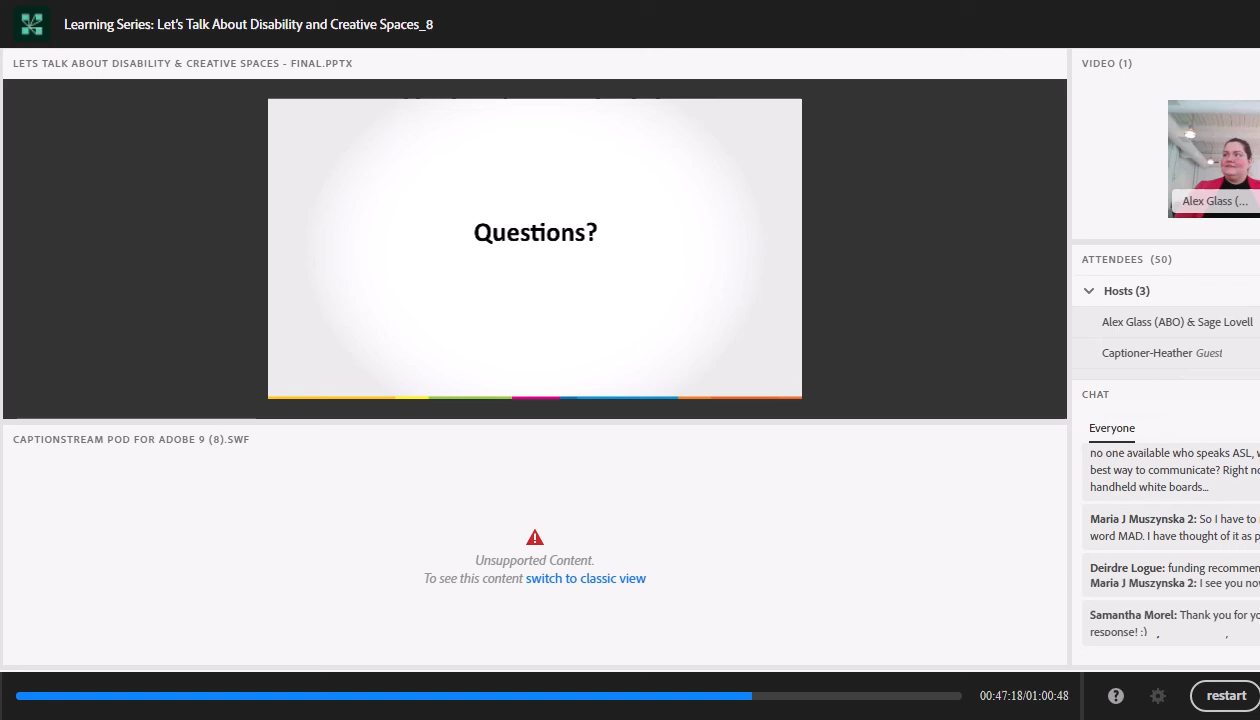 Learning Series: Let's Talk About Disability and Creative Spaces_8
LETS TALK ABOUT DISABILITY & CREATIVE SPACES - FINAL.PPTX
Questions?
CAPTIONSTREAM POD FOR ADOBE 9 (8).SWF
Unsupported Content.
To see this content switch to classic view
VIDEO (1)
Alex Glass (...
ATTENDEES (50)
Hosts (3)
Alex Glass (ABO) & Sage Lovell
Captioner-Heather Guest
CHAT
Everyone
no one available who speaks ASL, w
best way to communicate? Right no
handheld white boards...
Maria J Muszynska 2: So I have to
word MAD. I have thought of it as p
Deirdre Logue: funding recommen
Maria J Muszynska 2: I see you no
Samantha Morel: Thank you for yo
response! :)
00:47:18/01:00:48
restart